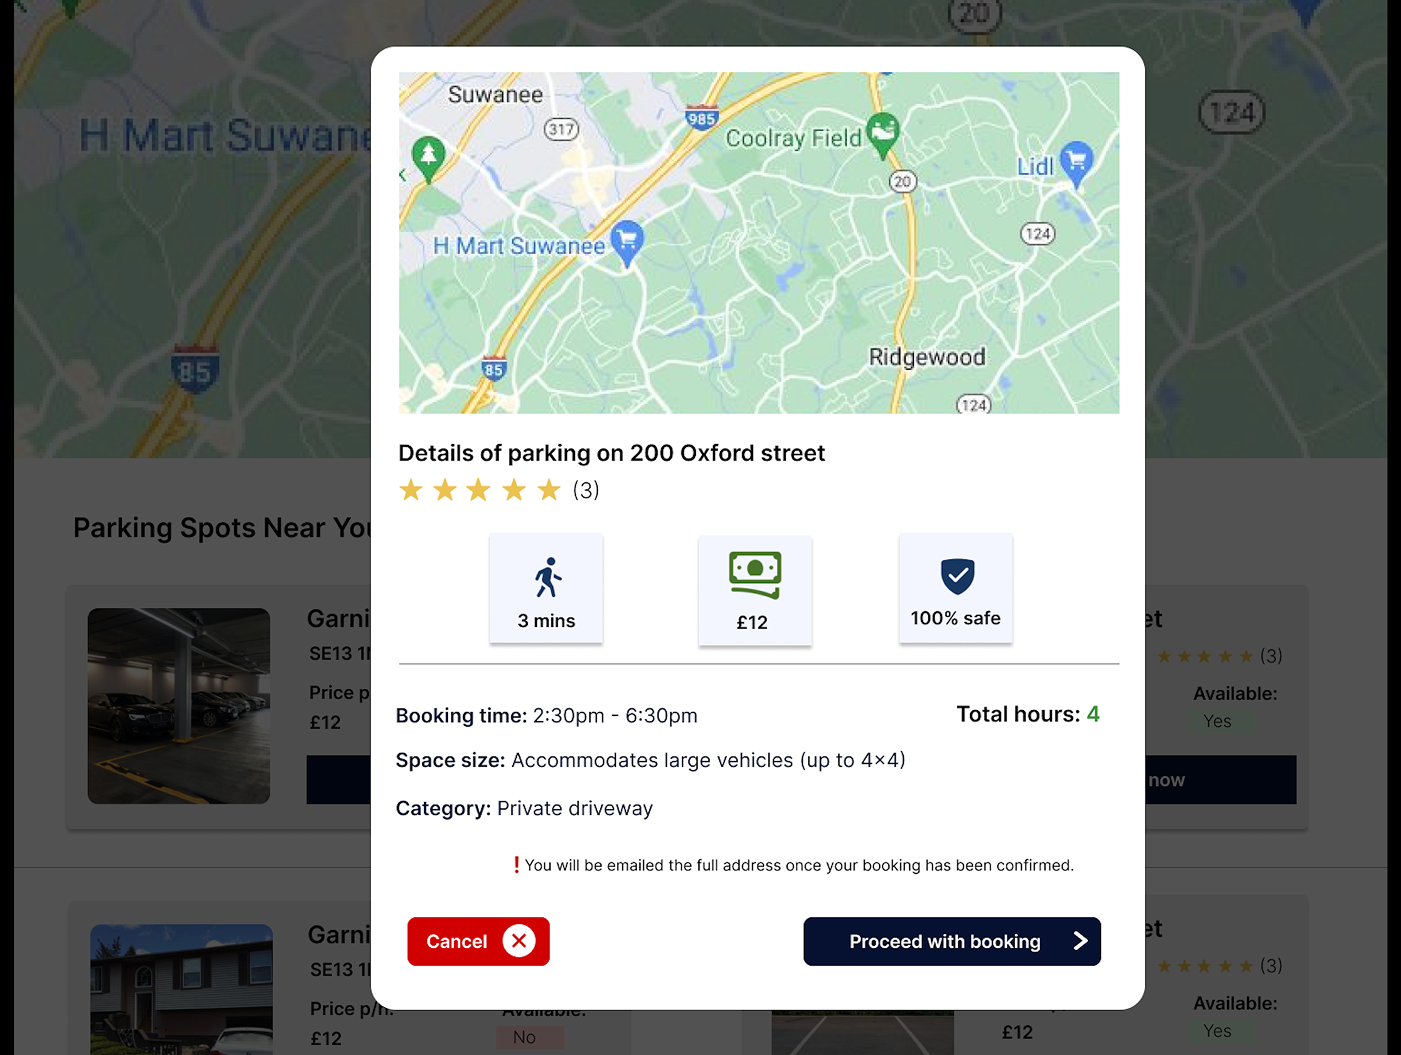 20
124
H Mart Suwane
85
Suwanee
317
985
Coolray Field
Lidl
20
124
H Mart Suwanee
85
Ridgewood
124
Details of parking on 200 Oxford street
(3)
3 mins
£12
100% safe
Booking time: 2:30pm - 6:30pm
Total hours: 4
Space size: Accommodates large vehicles (up to 4x4)
Category: Private driveway
! You will be emailed the full address once your booking has been confirmed.
Cancel
Proceed with booking
Parking Spots Near You
Garni
SE13 1
Price p
£12
et
(3)
Available:
Yes
now
Garni
SE13 1
Price p/h:
£12
Available:
No
et
(3)
Available:
£12
Yes